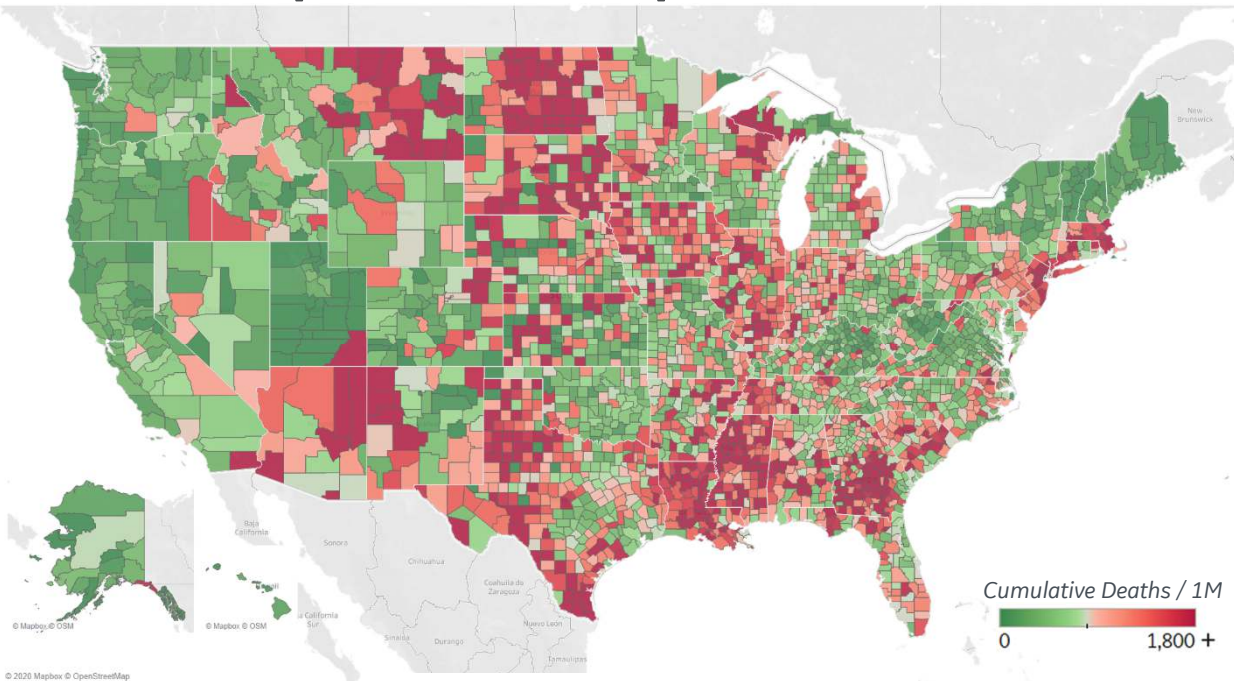 New
Brunswick
Baja
California
Sonora
Chihuahua
Coahuila de
Zaragoza
a California
Sur
Sinaloa
Durango
Nuevo León
Tamaulipas
© Mapbox © OSM
© Mapbox © OSM
Cumulative Deaths / 1M
0
1,800 +
© 2020 Mapbox © OpenStreetMap